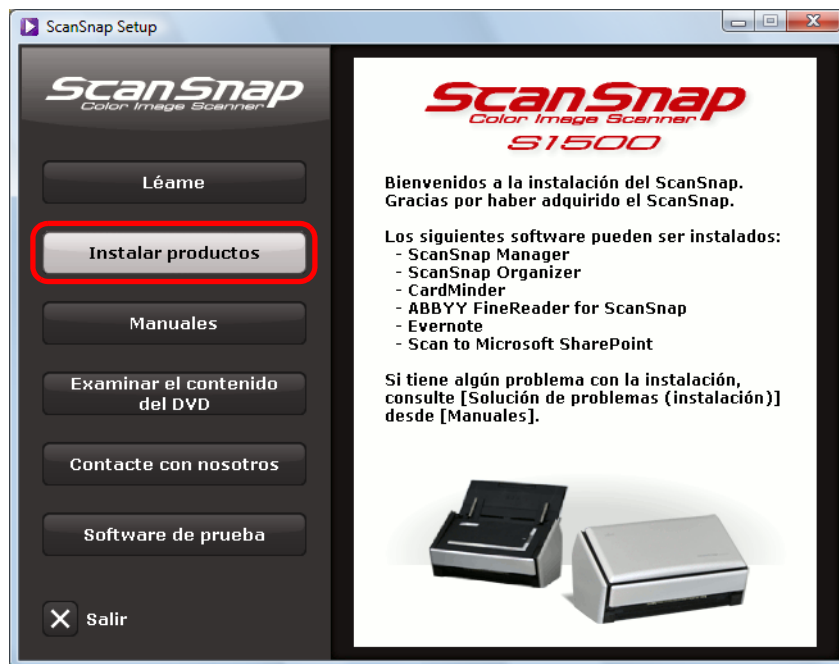 ScanSnap Setup
ScanSnap
Color Image Scanner
Léame
Instalar productos
Manuales
Examinar el contenido
del DVD
Contacte con nosotros
Software de prueba
Salir
ScanSnap
Color Image Scanner
S1500
Bienvenidos a la instalación del ScanSnap.
Gracias por haber adquirido el ScanSnap.
Los siguientes software pueden ser instalados:
- ScanSnap Manager
- ScanSnap Organizer
- CardMinder
- ABBYY FineReader for ScanSnap
- Evernote
- Scan to Microsoft SharePoint
Si tiene algún problema con la instalación,
consulte [Solución de problemas (instalación)]
desde [Manuales].